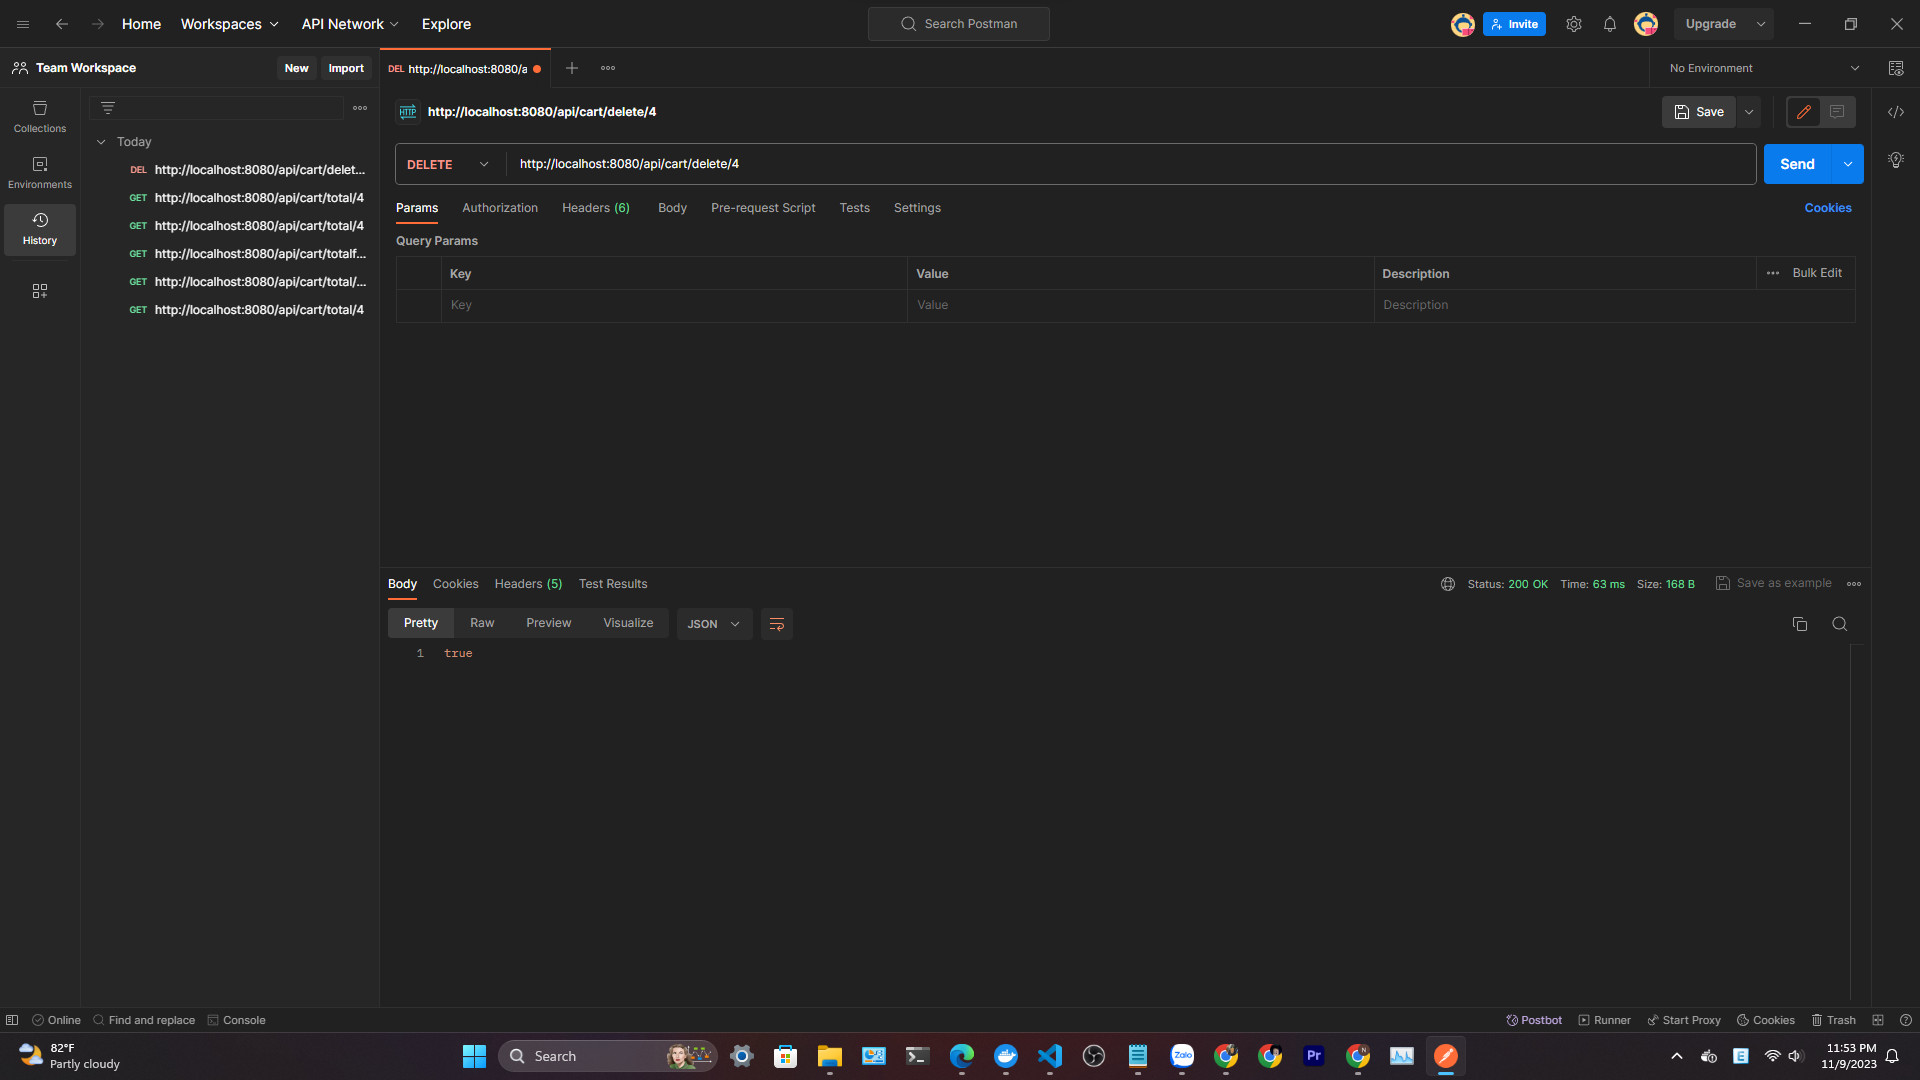 Home
Workspaces
API Network
Explore
Search Postman
Invite
Upgrade
Team Workspace
New
Import
DEL http://localhost:8080/a
No Environment
Collections
Environments
History
Today
DEL http://localhost:8080/api/cart/delet...
GET http://localhost:8080/api/cart/total/4
GET http://localhost:8080/api/cart/total/4
GET http://localhost:8080/api/cart/totalf...
GET http://localhost:8080/api/cart/total/...
GET http://localhost:8080/api/cart/total/4
HTTP http://localhost:8080/api/cart/delete/4
Save
DELETE
http://localhost:8080/api/cart/delete/4
Send
Params
Authorization
Headers (6)
Body
Pre-request Script
Tests
Settings
Cookies
Query Params
Key
Value
Description
Bulk Edit
Key
Value
Description
Body
Cookies
Headers (5)
Test Results
Status: 200 OK
Time: 63 ms
Size: 168 B
Save as example
Pretty
Raw
Preview
Visualize
JSON
1 true
Online
Find and replace
Console
Postbot
Runner
Start Proxy
Cookies
Trash
82°F
Partly cloudy
Search
Zalo
Pr
E
11:53 PM
11/9/2023